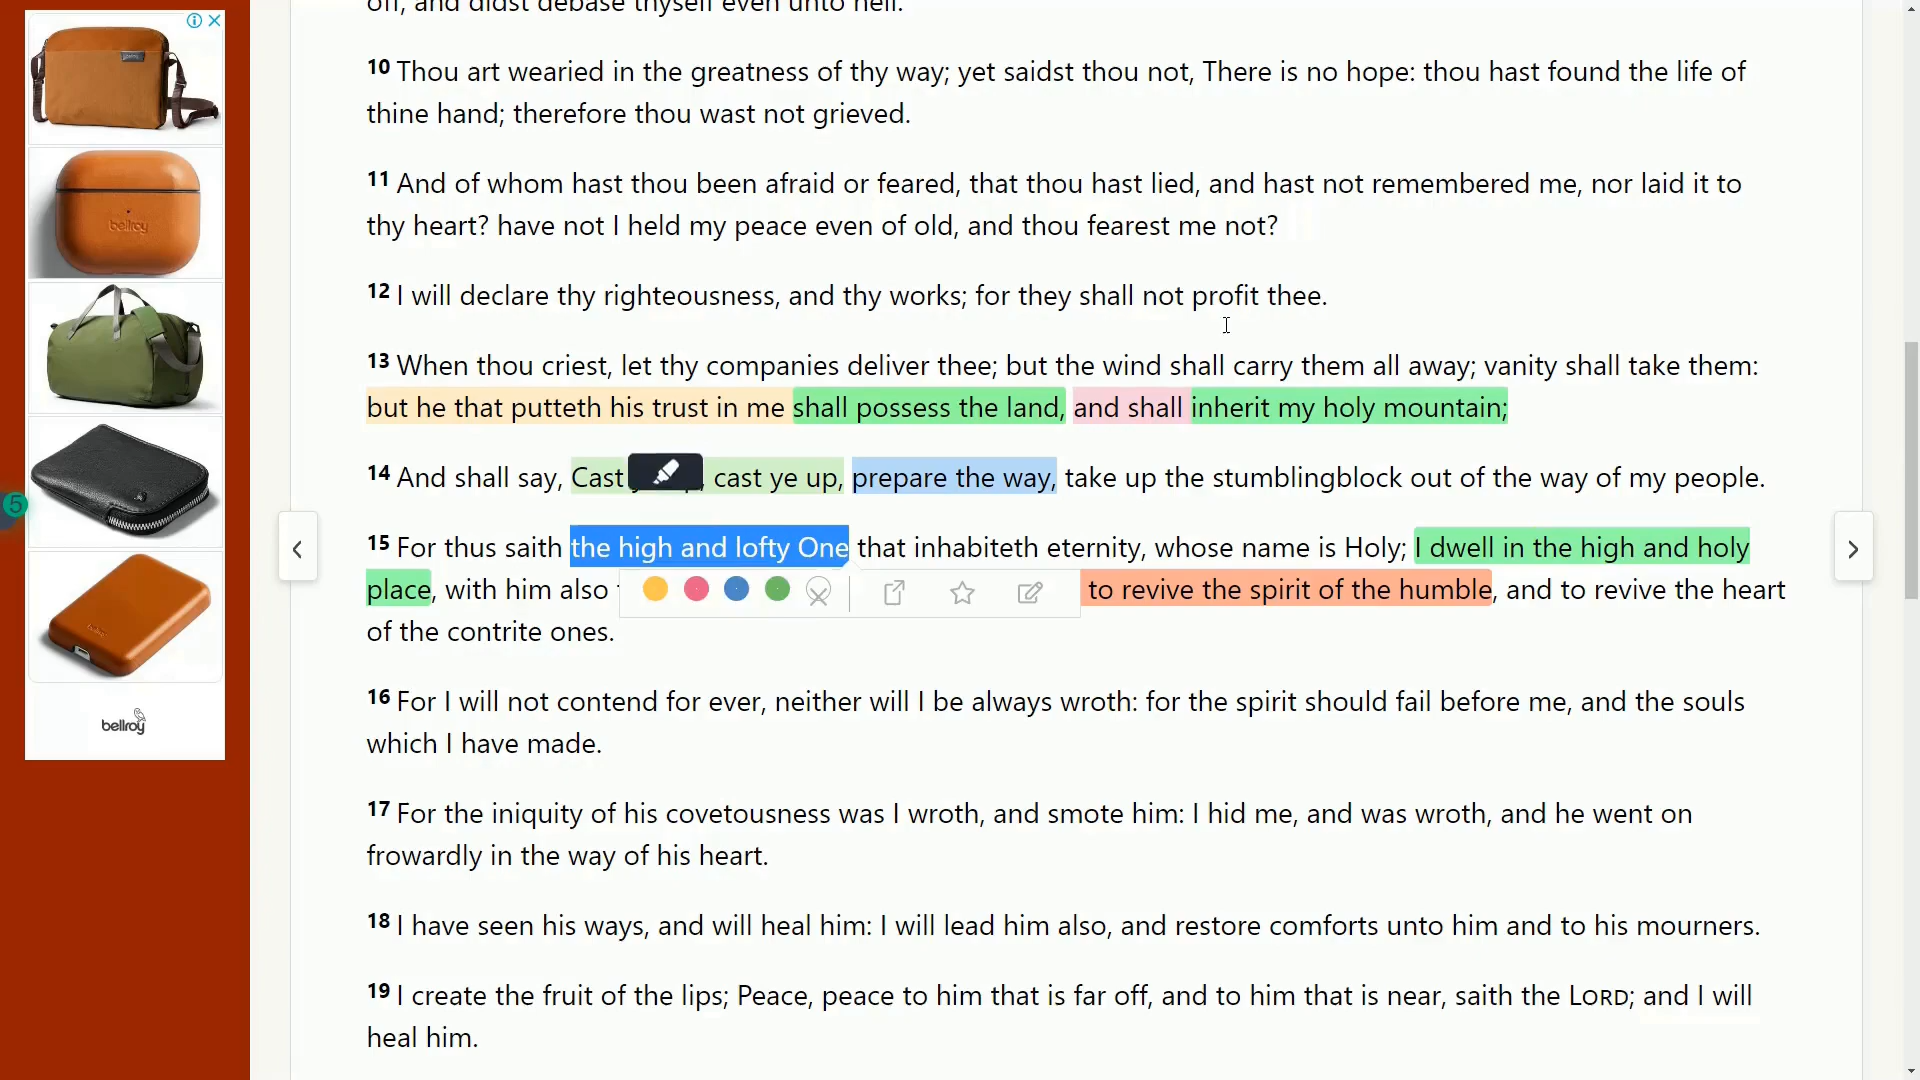 off, and didst debase thyself even unto hell.
10 Thou art wearied in the greatness of thy way; yet saidst thou not, There is no hope: thou hast found the life of
thine hand; therefore thou wast not grieved.
11 And of whom hast thou been afraid or feared, that thou hast lied, and hast not remembered me, nor laid it to
thy heart? have not I held my peace even of old, and thou fearest me not?
12 I will declare thy righteousness, and thy works; for they shall not profit thee.
13 When thou criest, let thy companies deliver thee; but the wind shall carry them all away; vanity shall take them:
but he that putteth his trust in me shall possess the land, and shall inherit my holy mountain;
14 And shall say, Cast cast ye up, prepare the way, take up the stumblingblock out of the way of my people.
15 For thus saith the high and lofty One that inhabiteth eternity, whose name is Holy; I dwell in the high and holy
place, with him also to revive the spirit of the humble, and to revive the heart
of the contrite ones.
16 For I will not contend for ever, neither will I be always wroth: for the spirit should fail before me, and the souls
which I have made.
17 For the iniquity of his covetousness was I wroth, and smote him: I hid me, and was wroth, and he went on
frowardly in the way of his heart.
18 I have seen his ways, and will heal him: I will lead him also, and restore comforts unto him and to his mourners.
19 I create the fruit of the lips; Peace, peace to him that is far off, and to him that is near, saith the LORD; and I will
heal him.
5
bellroy
bellroy